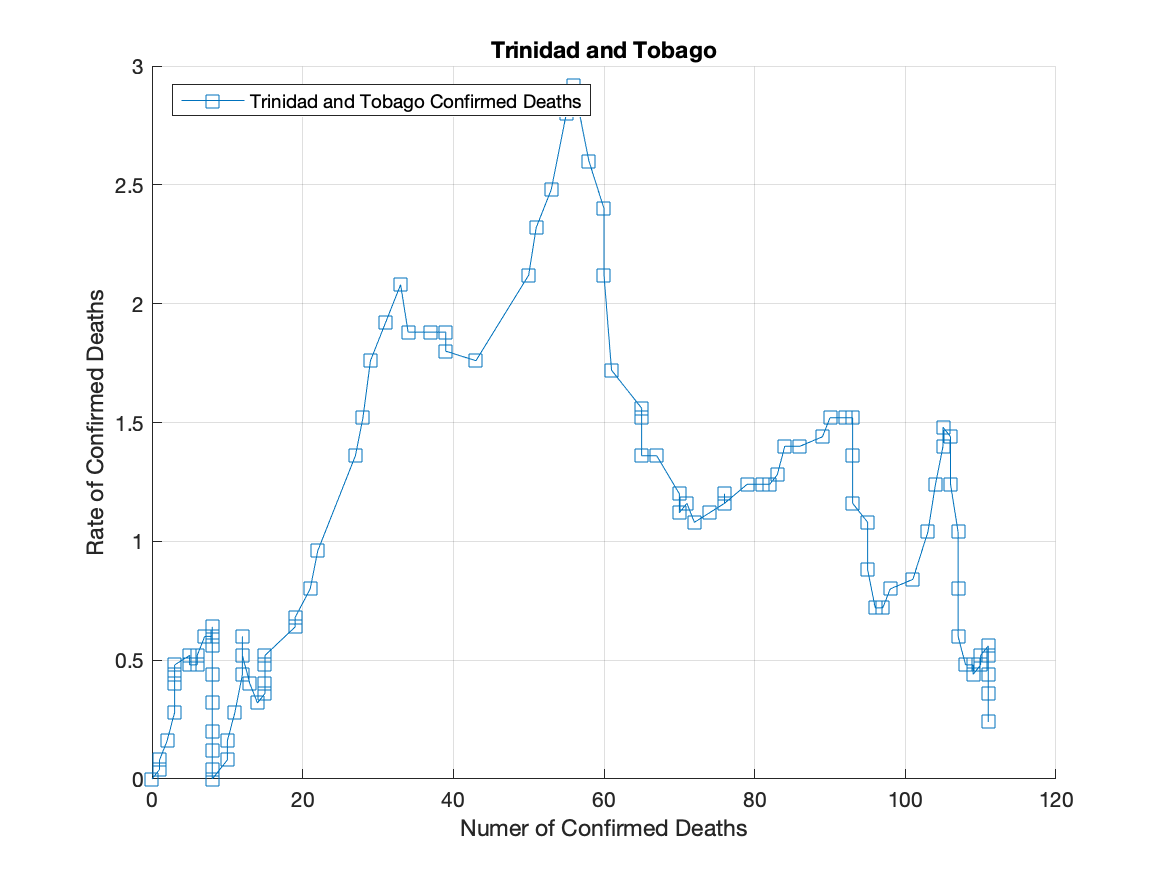 Trinidad and Tobago
3
Trinidad and Tobago Confirmed Deaths
2.5
2
1.5
1
0.5
0
Rate of Confirmed Deaths
0 20 40 60 80 100 120
Numer of Confirmed Deaths